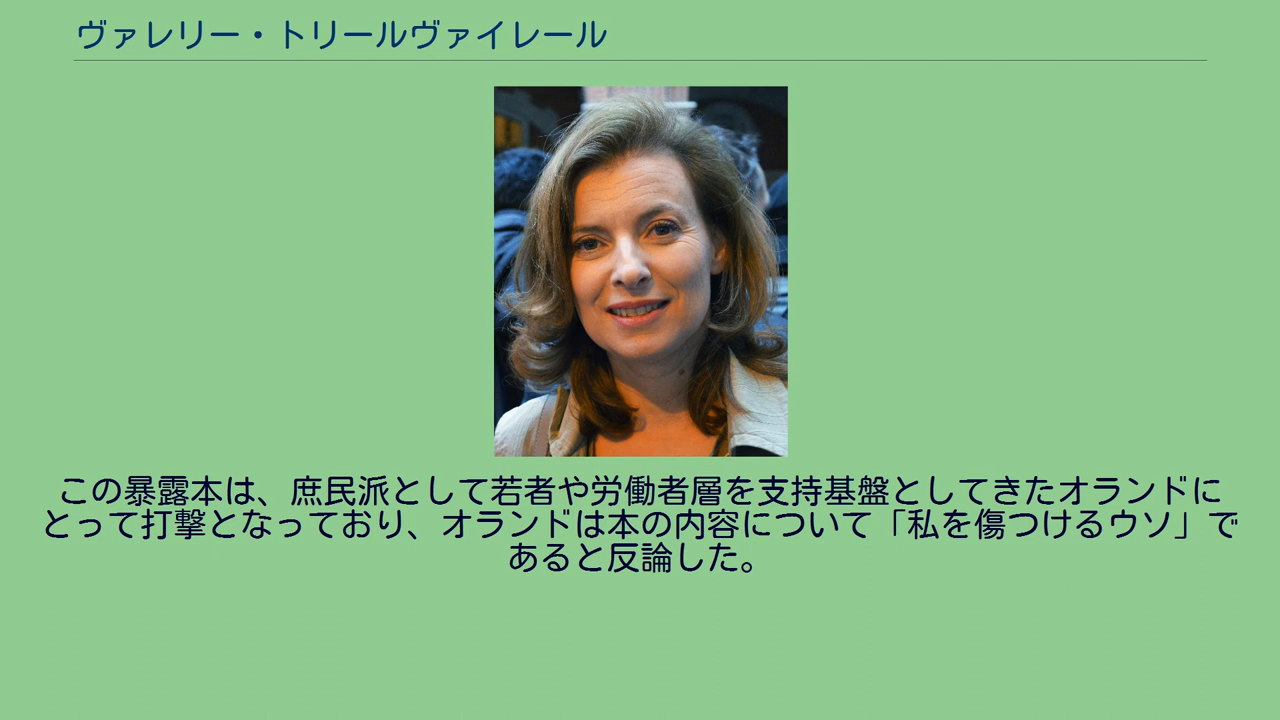 ヴァレリー・トリールヴァイレール
この暴露本は、庶民派として若者や労働者層を支持基盤としてきたオランドに
とって打撃となっており、オランドは本の内容について「私を傷つけるウソ」で
あると反論した。